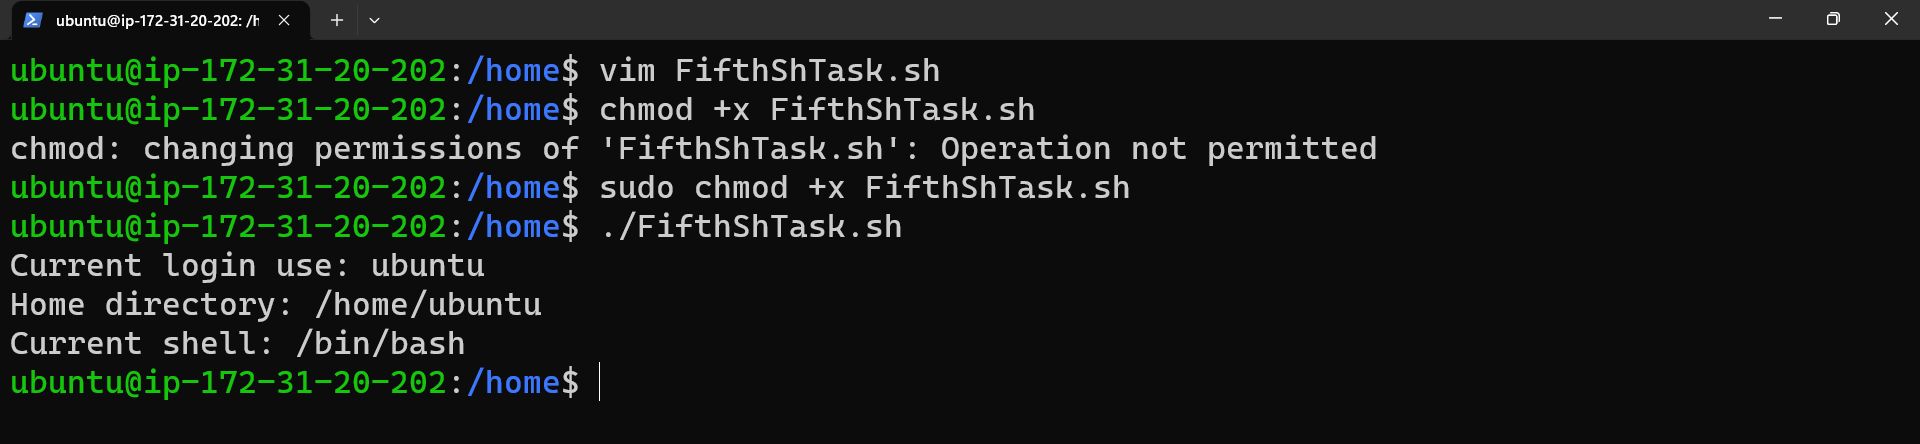 ubuntu@ip-172-31-20-202: /h
ubuntu@ip-172-31-20-202:/home$ vim FifthShTask.sh
ubuntu@ip-172-31-20-202:/home$ chmod +x FifthShTask.sh
chmod: changing permissions of 'FifthShTask.sh': Operation not permitted
ubuntu@ip-172-31-20-202:/home$ sudo chmod +x FifthShTask.sh
ubuntu@ip-172-31-20-202:/home$ ./FifthShTask.sh
Current login use: ubuntu
Home directory: /home/ubuntu
Current shell: /bin/bash
ubuntu@ip-172-31-20-202:/home$